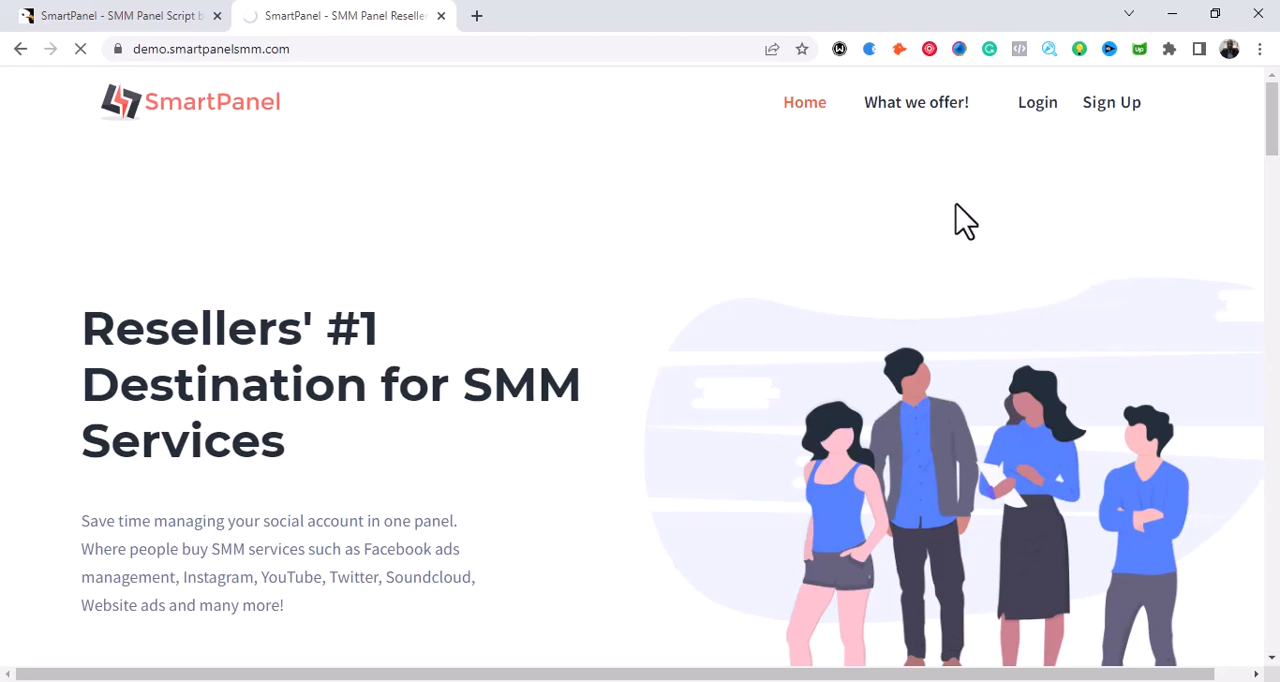 SmartPanel - SMM Panel Script b
SmartPanel - SMM Panel Reseller
demo.smartpanelsmm.com
SmartPanel
Home
What we offer!
Login
Sign Up
Resellers' #1
Destination for SMM
Services
Save time managing your social account in one panel.
Where people buy SMM services such as Facebook ads
management, Instagram, YouTube, Twitter, Soundcloud,
Website ads and many more!